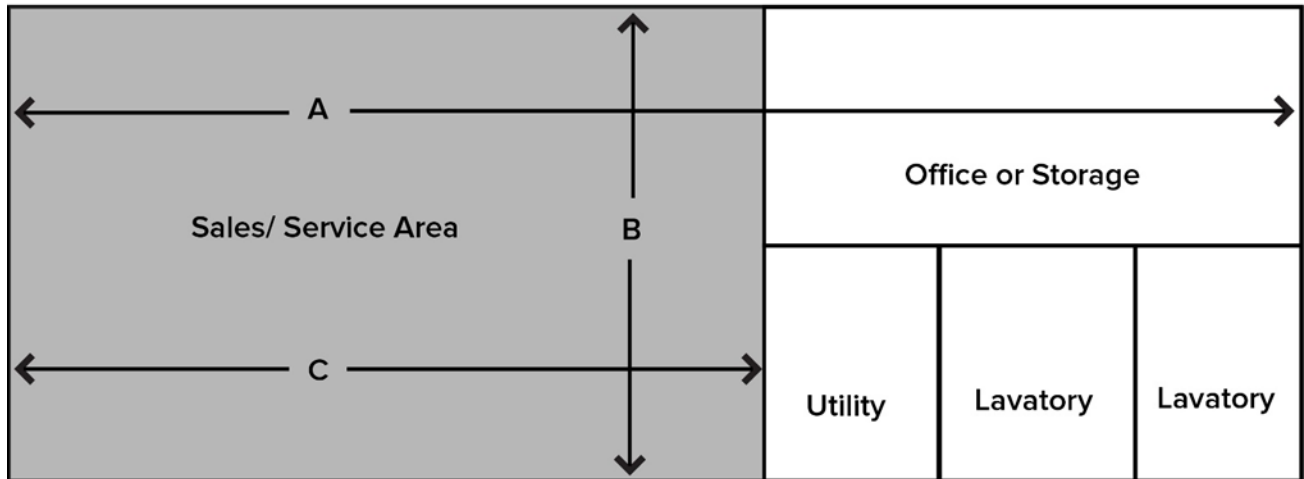 A
Office or Storage
Sales/ Service Area
B
C
Utility
Lavatory
Lavatory